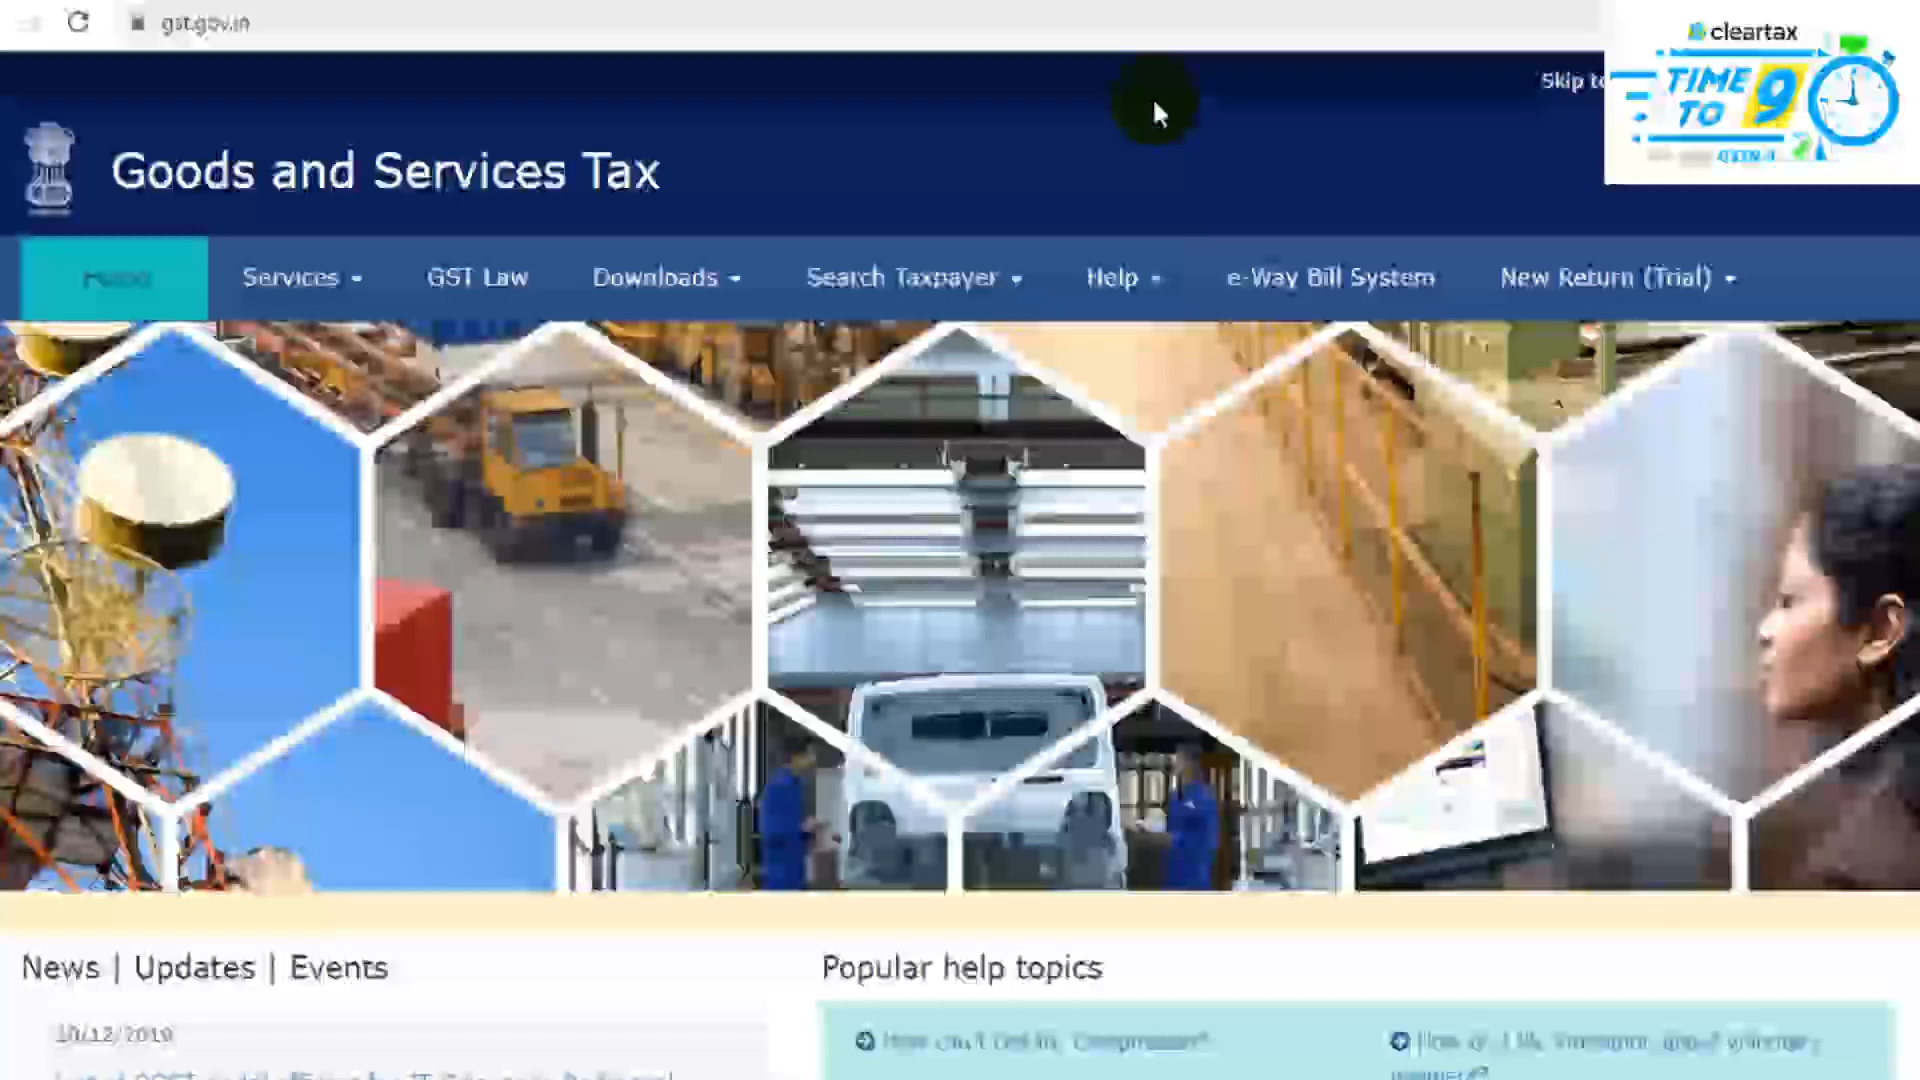 gst.gov.in
cleartax
Skip to
TIME
TO 9
Goods and Services Tax
Home
Services
GST Law
Downloads
Search Taxpayer
Help
e-Way Bill System
New Return (Trial)
News | Updates | Events
Popular help topics
10/12/2019